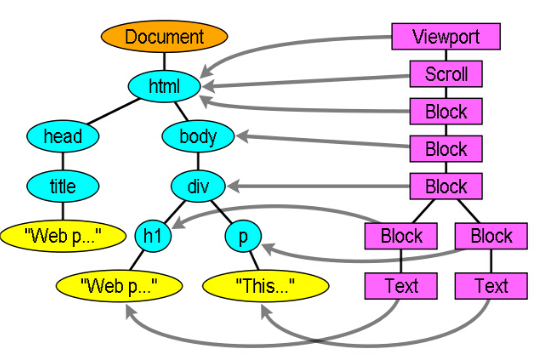 Document
Viewport
html
Scroll
Block
head
body
Block
title
div
Block
"Web p..."
h1
p
Block
Block
"Web p..."
"This..."
Text
Text